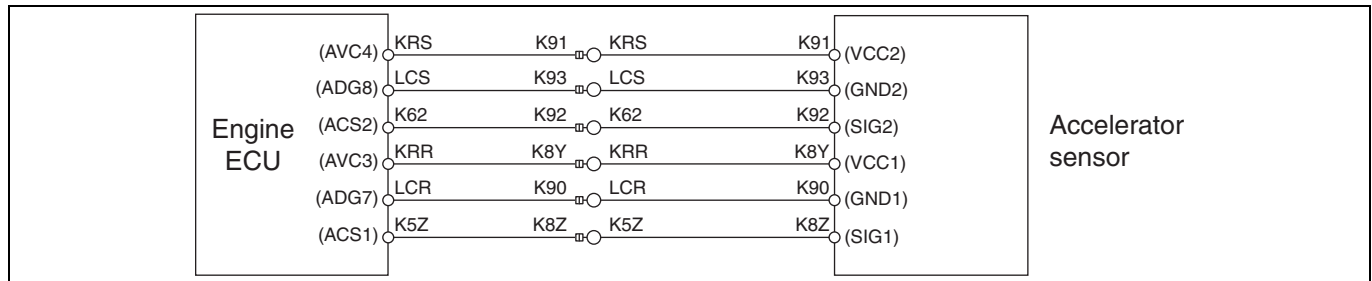 (AVC4) KRS K91 KRS K91 (VCC2)
(ADG8) LCS K93 LCS K93 (GND2)
(ACS2) K62 K92 K62 K92 (SIG2)
Engine
ECU
Accelerator
sensor
(AVC3) KRR K8Y KRR K8Y (VCC1)
(ADG7) LCR K90 LCR K90 (GND1)
(ACS1) K5Z K8Z K5Z K8Z (SIG1)